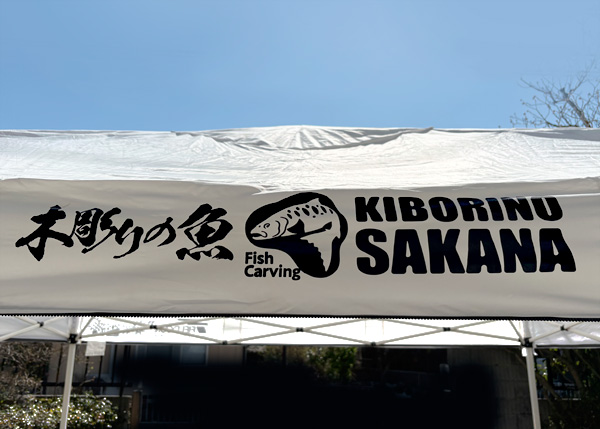 木彫りの魚
Fish
Carving
KIBORINU
SAKANA